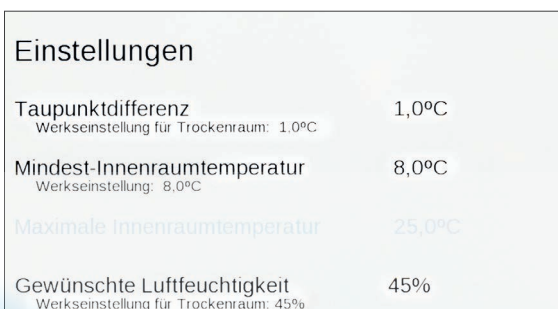 Einstellungen
Taupunktdifferenz 1,0ºC
Werkseinstellung für Trockenraum: 1.0ºC
Mindest-Innenraumtemperatur 8,0ºC
Werkseinstellung: 8,0ºC
Maximale Innenraumtemperatur 25,0ºC
Gewünschte Luftfeuchtigkeit 45%
Werkseinstellung für Trockenraum: 45%